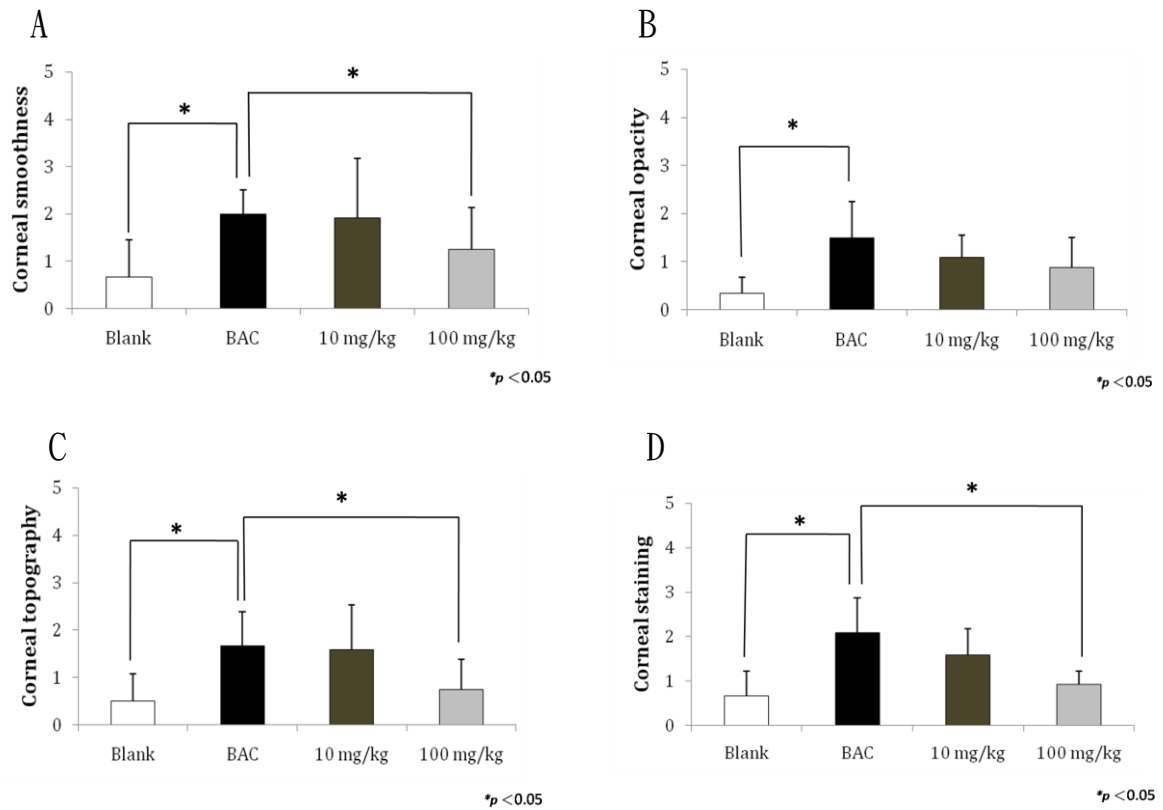 A
Corneal smoothness
5
4
3
2
1
0
*
*
Blank BAC 10 mg/kg 100 mg/kg
*p <0.05
B
Corneal opacity
5
4
3
2
1
0
*
Blank BAC 10 mg/kg 100 mg/kg
*p <0.05
C
Corneal topography
5
4
3
2
1
0
*
*
Blank BAC 10 mg/kg 100 mg/kg
*p <0.05
D
Corneal staining
5
4
3
2
1
0
*
*
Blank BAC 10 mg/kg 100 mg/kg
*p <0.05